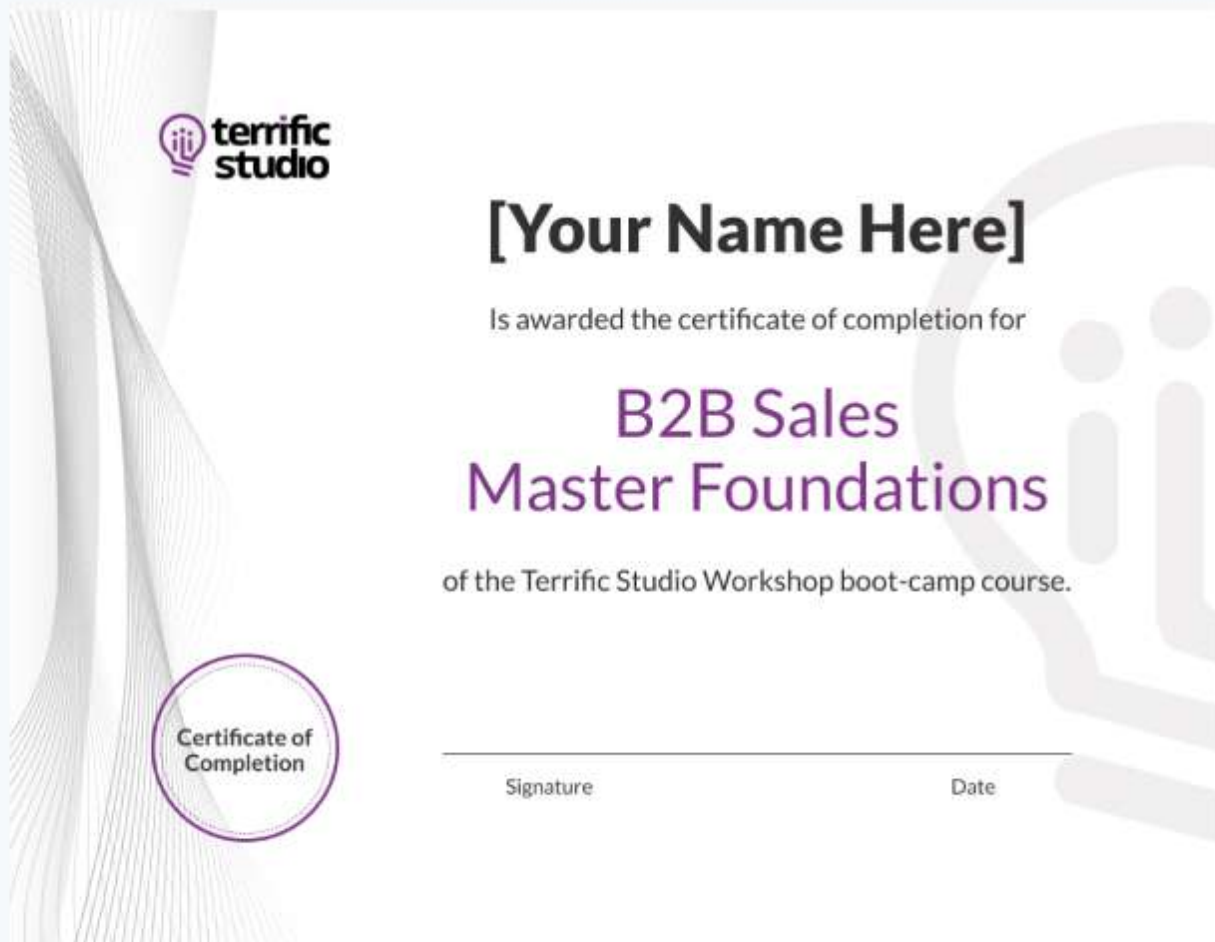 terrific
studio
[Your Name Here]
Is awarded the certificate of completion for
B2B Sales
Master Foundations
of the Terrific Studio Workshop boot-camp course.
Certificate of
Completion
Signature
Date